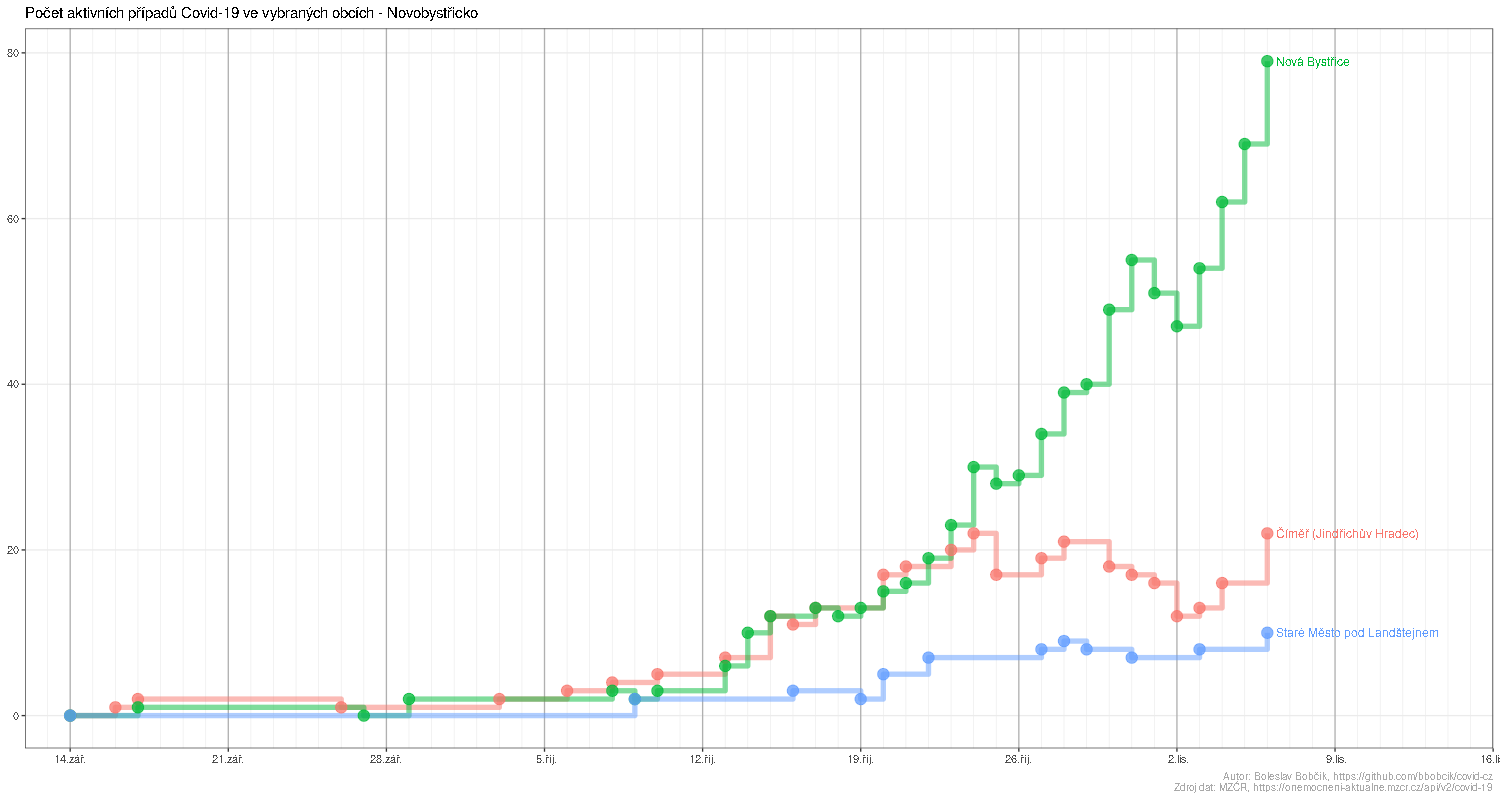 Počet aktivních případů Covid-19 ve vybraných obcích - Novobystřicko
80
60
40
20
0
Nová Bystřice
Číměř (Jindřichův Hradec)
Staré Město pod Landštejnem
14.zář. 21.zář. 28.zář. 5.říj. 12.říj. 19.říj. 26.říj. 2.lis. 9.lis. 16.li
Autor: Boleslav Bobčík, https://github.com/bbobcik/covid-cz
Zdroj dat: MZČR, https://onemocneni-aktualne.mzcr.cz/api/v2/covid-19